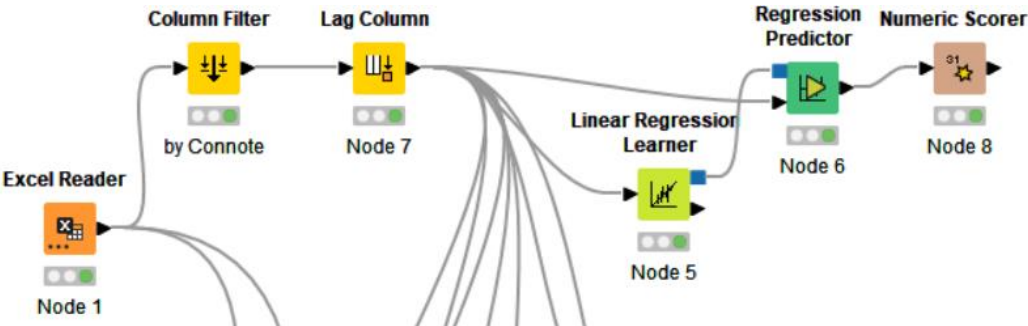 Column Filter
by Connote
Lag Column
Node 7
Regression
Predictor
Node 6
Numeric Scorer
31
Node 8
Linear Regression
Learner
Node 5
Excel Reader
X
Node 1